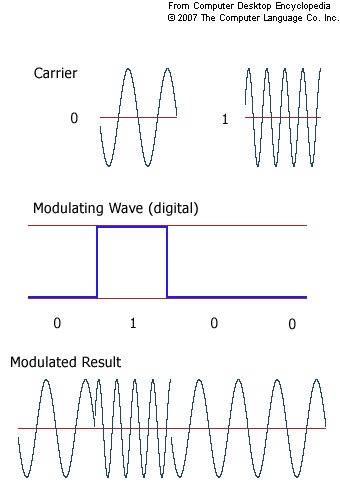 From Computer Desktop Encyclopedia
© 2007 The Computer Language Co. Inc.
Carrier
0 1
Modulating Wave (digital)
0 1 0 0
Modulated Result